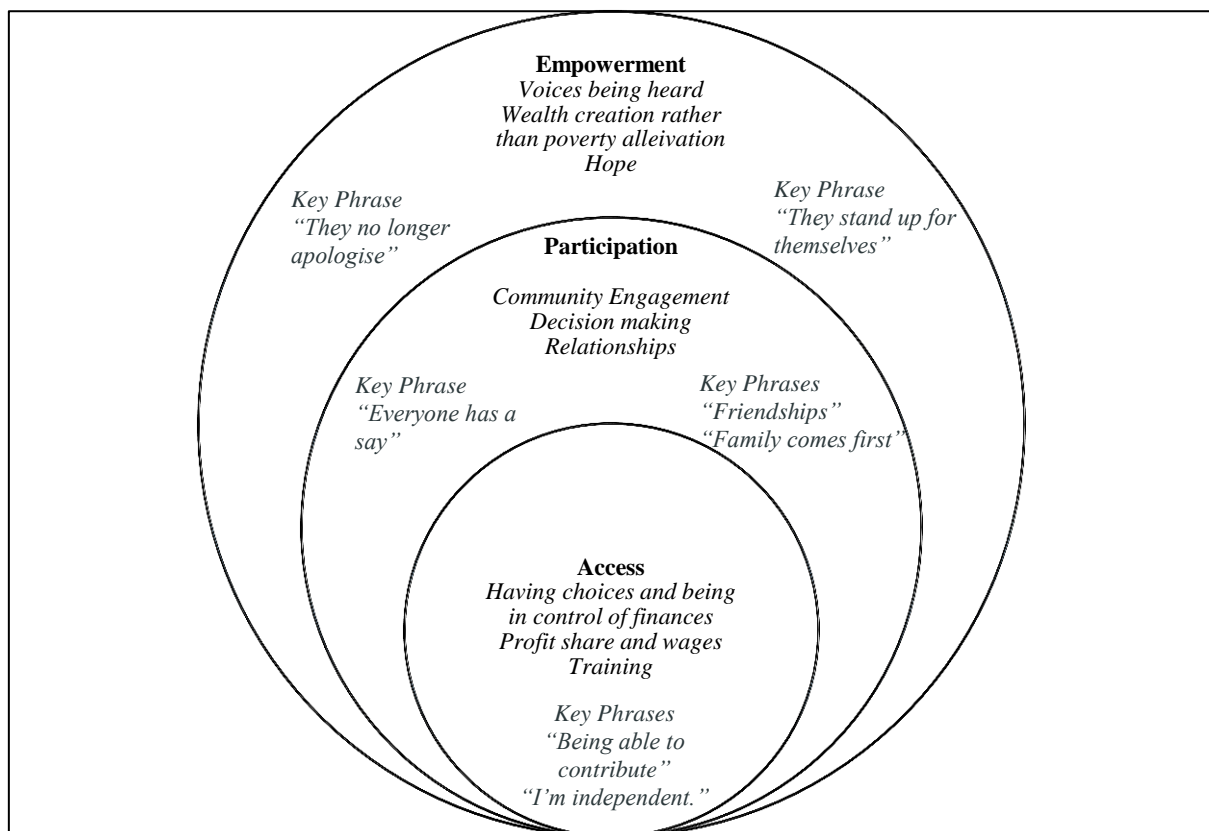 Empowerment
Voices being heard
Wealth creation rather
than poverty alleivation
Hope
Key Phrase
“They no longer
apologise”
Key Phrase
“They stand up for
themselves”
Participation
Community Engagement
Decision making
Relationships
Key Phrase
“Everyone has a
say”
Key Phrases
“Friendships”
“Family comes first”
Access
Having choices and being
in control of finances
Profit share and wages
Training
Key Phrases
“Being able to
contribute”
“I’m independent.”